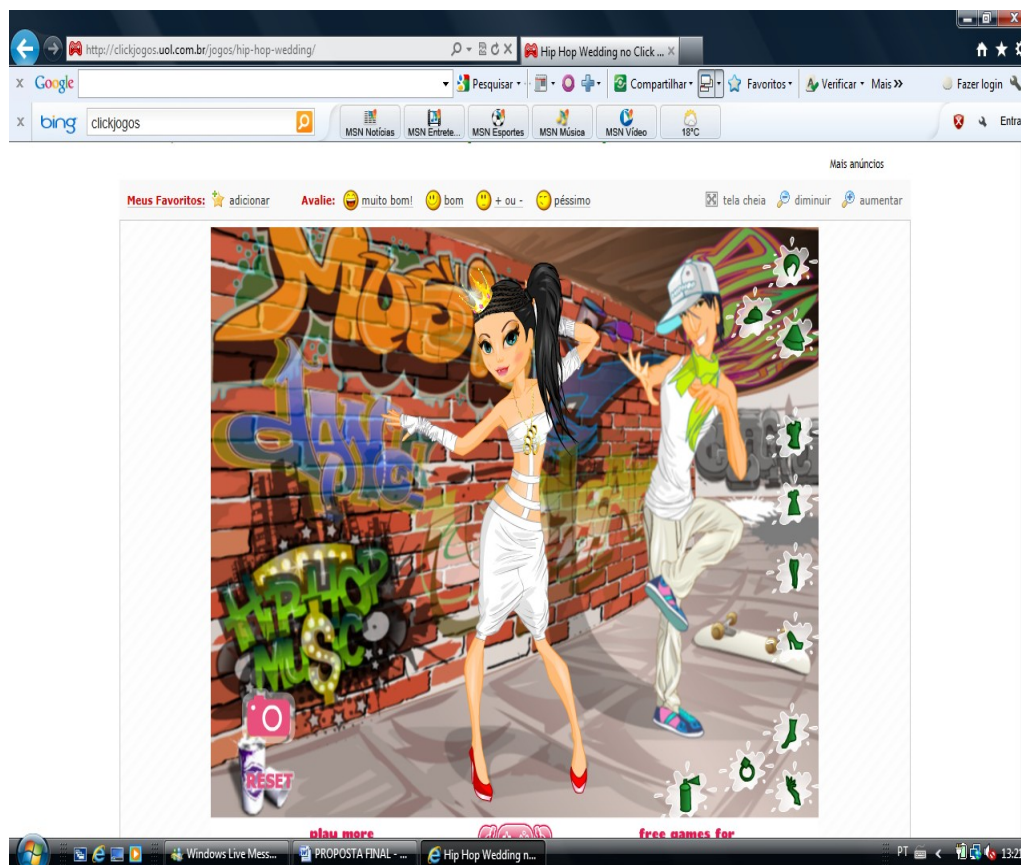 http://clickjogos.uol.com.br/jogos/hip-hop-wedding/
Hip Hop Wedding no Click ...
Google
Pesquisar
Compartilhar
Favoritos
Verificar
Mais >>
Fazer login
bing
clickjogos
MSN Notícias
MSN Entrete...
MSN Esportes
MSN Música
MSN Vídeo
18°C
Entra
Mais anúncios
Meus Favoritos: adicionar Avalie: muito bom! bom + ou - péssimo
tela cheia diminuir aumentar
HIP-HOP
MU$IC
RESET
play more
free games for
Windows Live Mess...
PROPOSTA FINAL - ...
Hip Hop Wedding n...
PT
13:21